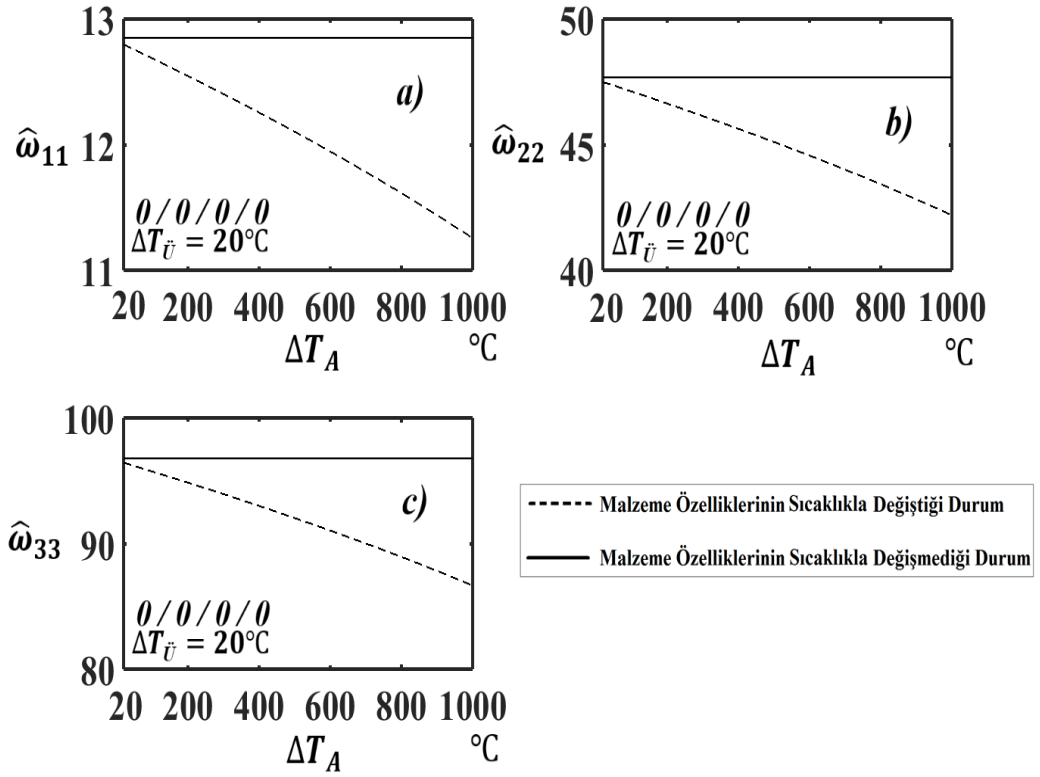 13
12
11
ω̂₁₁
a)
0/0/0/0
ΔT_Ü = 20°C
20 200 400 600 800 1000
ΔT_A °C
50
45
40
ω̂₂₂
b)
0/0/0/0
ΔT_Ü = 20°C
20 200 400 600 800 1000
ΔT_A °C
100
90
80
ω̂₃₃
c)
0/0/0/0
ΔT_Ü = 20°C
20 200 400 600 800 1000
ΔT_A °C
Malzeme Özelliklerinin Sıcaklıkla Değiştiği Durum
Malzeme Özelliklerinin Sıcaklıkla Değişmediği Durum